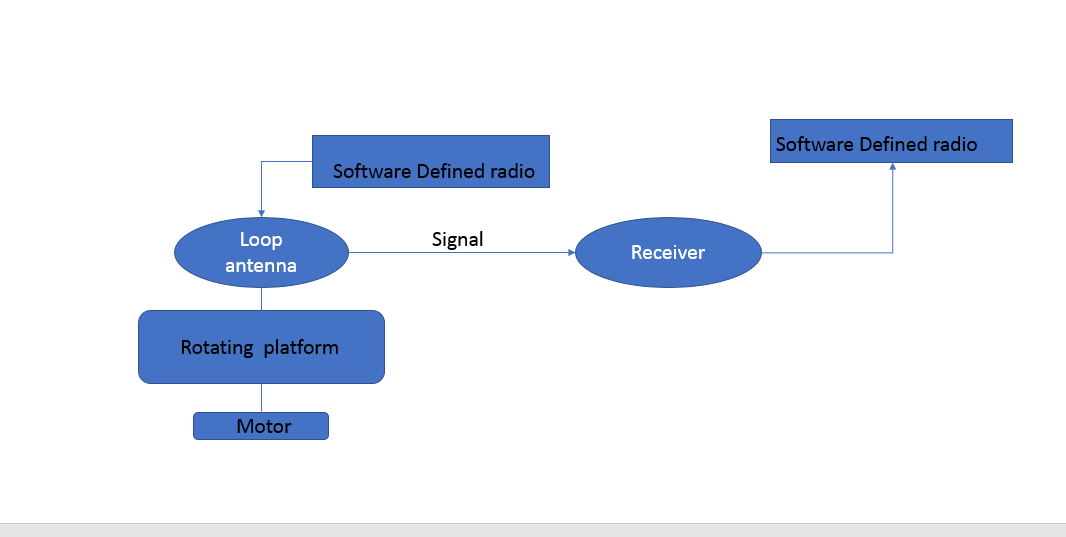 Software Defined radio
Software Defined radio
Loop
antenna
Signal
Receiver
Rotating  platform
Motor